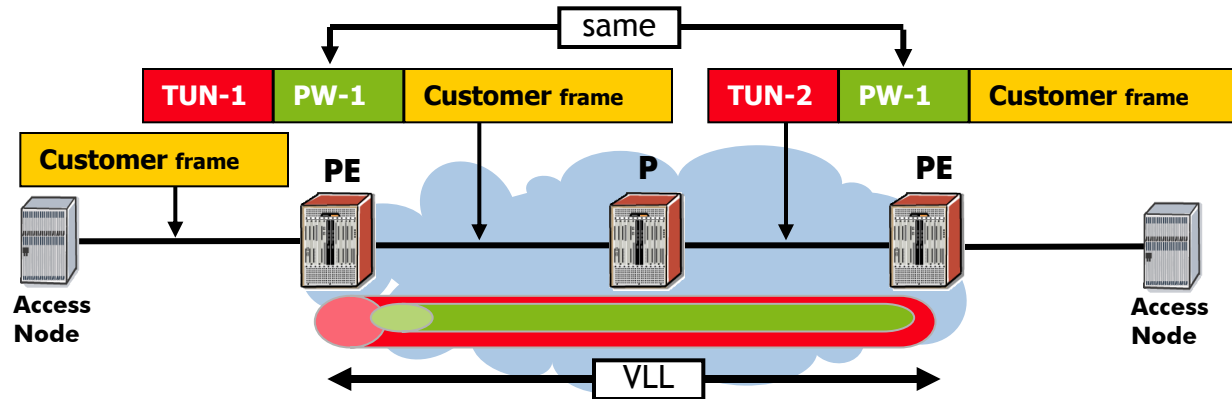 same
TUN-1 PW-1 Customer frame
TUN-2 PW-1 Customer frame
Customer frame
PE
P
PE
Access
Node
Access
Node
VLL